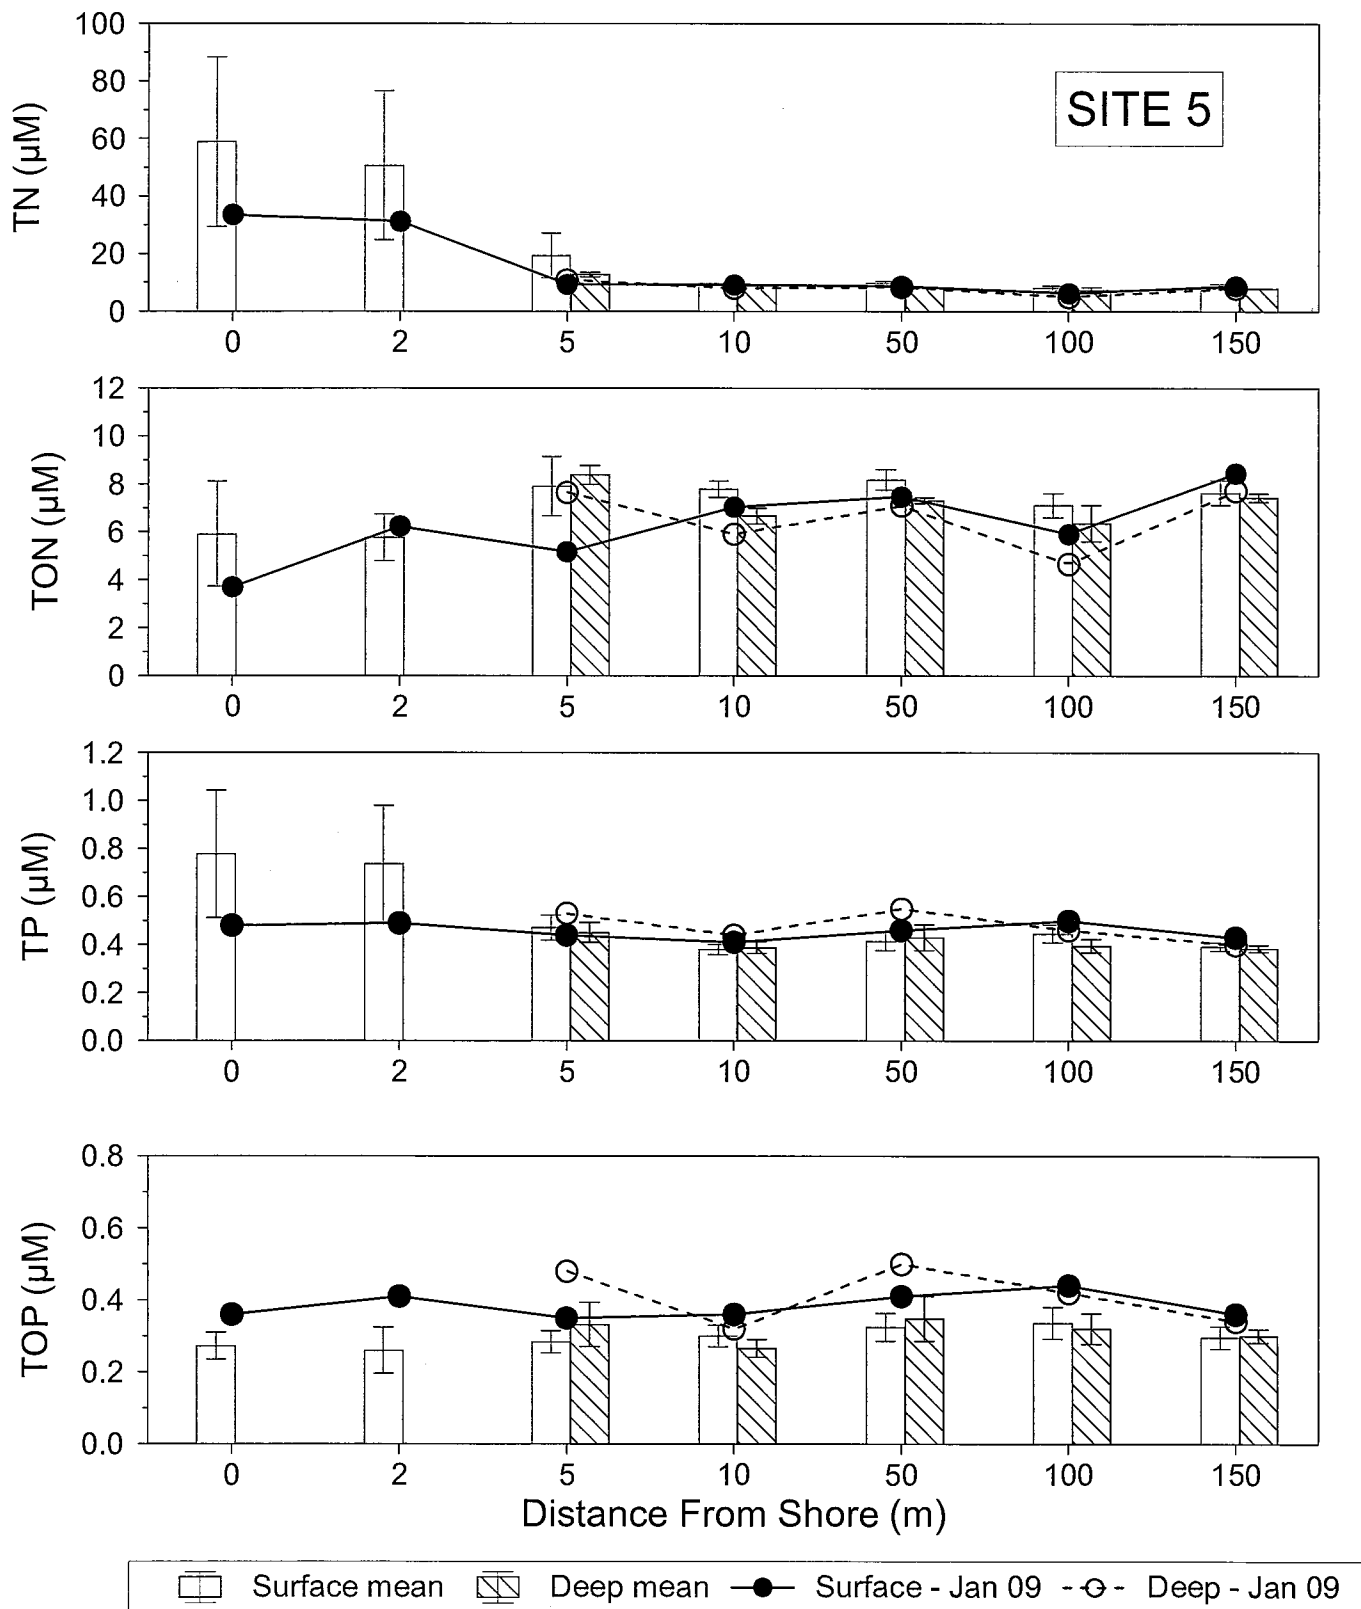 SITE 5
TN (µM)
100
80
60
40
20
0
0 2 5 10 50 100 150
TON (µM)
12
10
8
6
4
2
0
0 2 5 10 50 100 150
TP (µM)
1.2
1.0
0.8
0.6
0.4
0.2
0.0
0 2 5 10 50 100 150
TOP (µM)
0.8
0.6
0.4
0.2
0.0
0 2 5 10 50 100 150
Distance From Shore (m)
Surface mean Deep mean Surface - Jan 09 Deep - Jan 09